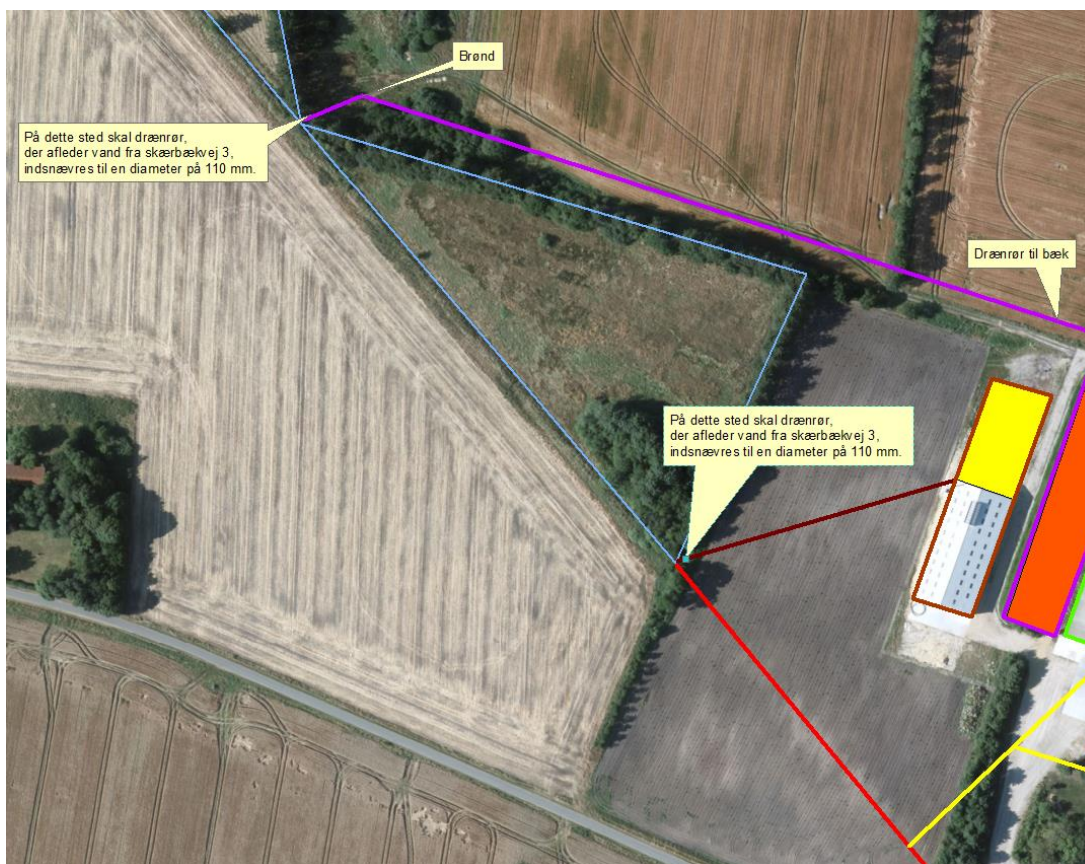 Brønd
På dette sted skal drænrør,
der afleder vand fra skærbækvej 3,
indsnævres til en diameter på 110 mm.
Drænrør til bæk
På dette sted skal drænrør,
der afleder vand fra skærbækvej 3,
indsnævres til en diameter på 110 mm.